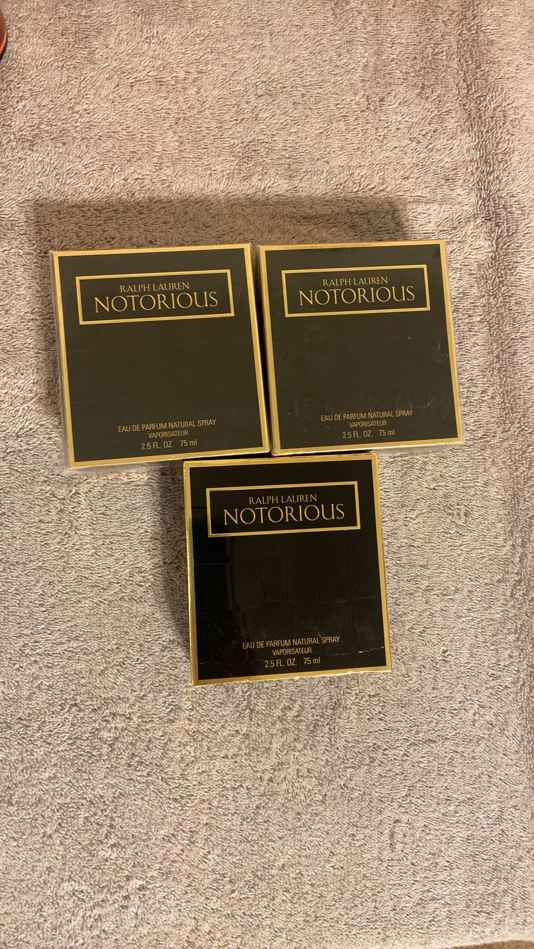 RALPH LAUREN
NOTORIOUS
EAU DE PARFUM NATURAL SPRAY
VAPORISATEUR
2.5 FL. OZ. 75 ml
RALPH LAUREN
NOTORIOUS
EAU DE PARFUM NATURAL SPRAY
VAPORISATEUR
2.5 FL. OZ. 75 ml
RALPH LAUREN
NOTORIOUS
EAU DE PARFUM NATURAL SPRAY
VAPORISATEUR
2.5 FL. OZ. 75 ml